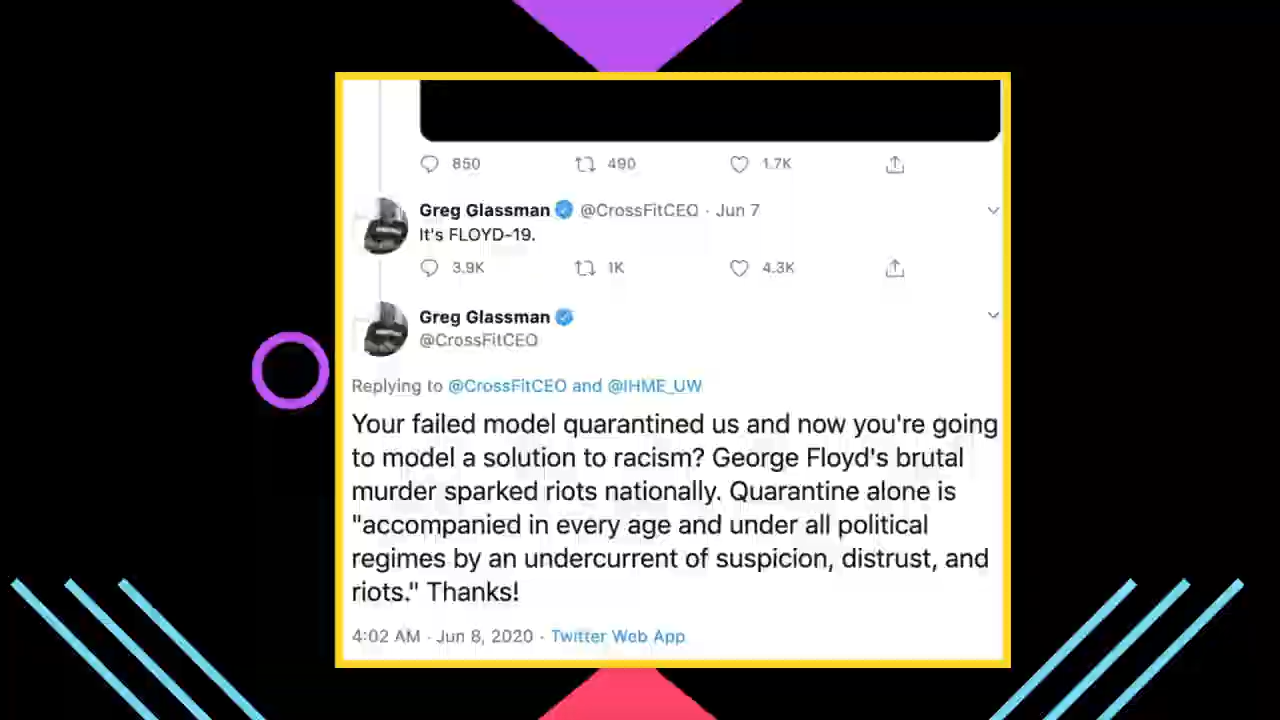 850 490 1.7K
Greg Glassman @CrossFitCEO · Jun 7
It's FLOYD-19.
3.9K 1K 4.3K
Greg Glassman
@CrossFitCEO
Replying to @CrossFitCEO and @IHME_UW
Your failed model quarantined us and now you're going
to model a solution to racism? George Floyd's brutal
murder sparked riots nationally. Quarantine alone is
"accompanied in every age and under all political
regimes by an undercurrent of suspicion, distrust, and
riots." Thanks!
4:02 AM · Jun 8, 2020 · Twitter Web App